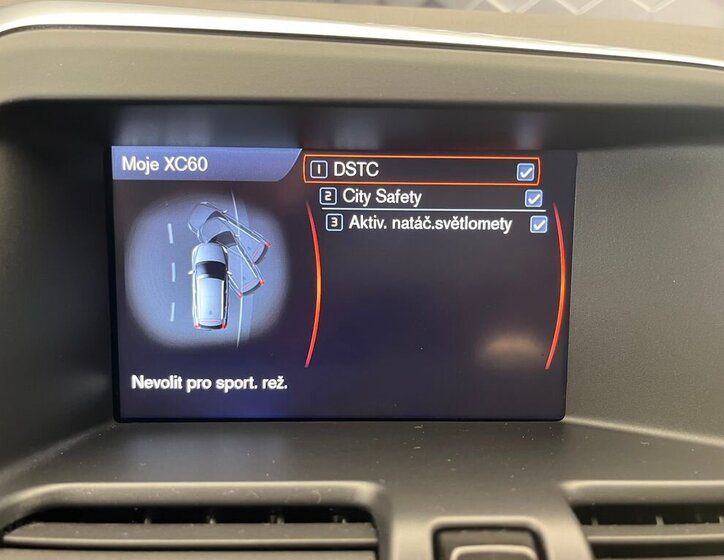 Moje XC60
1 DSTC
2 City Safety
3 Aktiv. natáč.světlomety
Nevolit pro sport. rež.